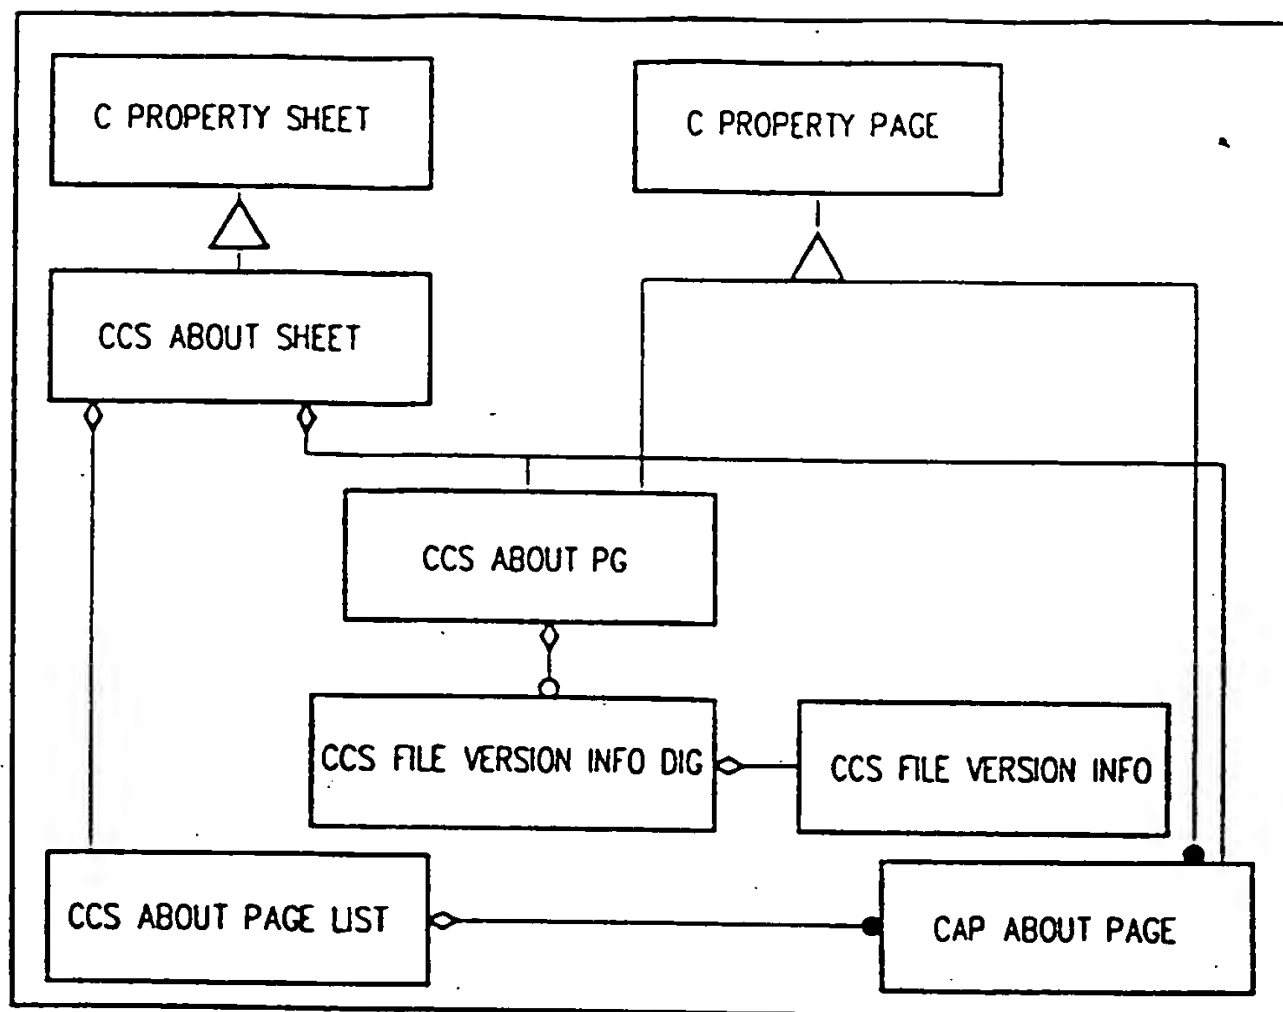 C PROPERTY SHEET
C PROPERTY PAGE
CCS ABOUT SHEET
CCS ABOUT PG
CCS FILE VERSION INFO DIG
CCS FILE VERSION INFO
CCS ABOUT PAGE LIST
CAP ABOUT PAGE